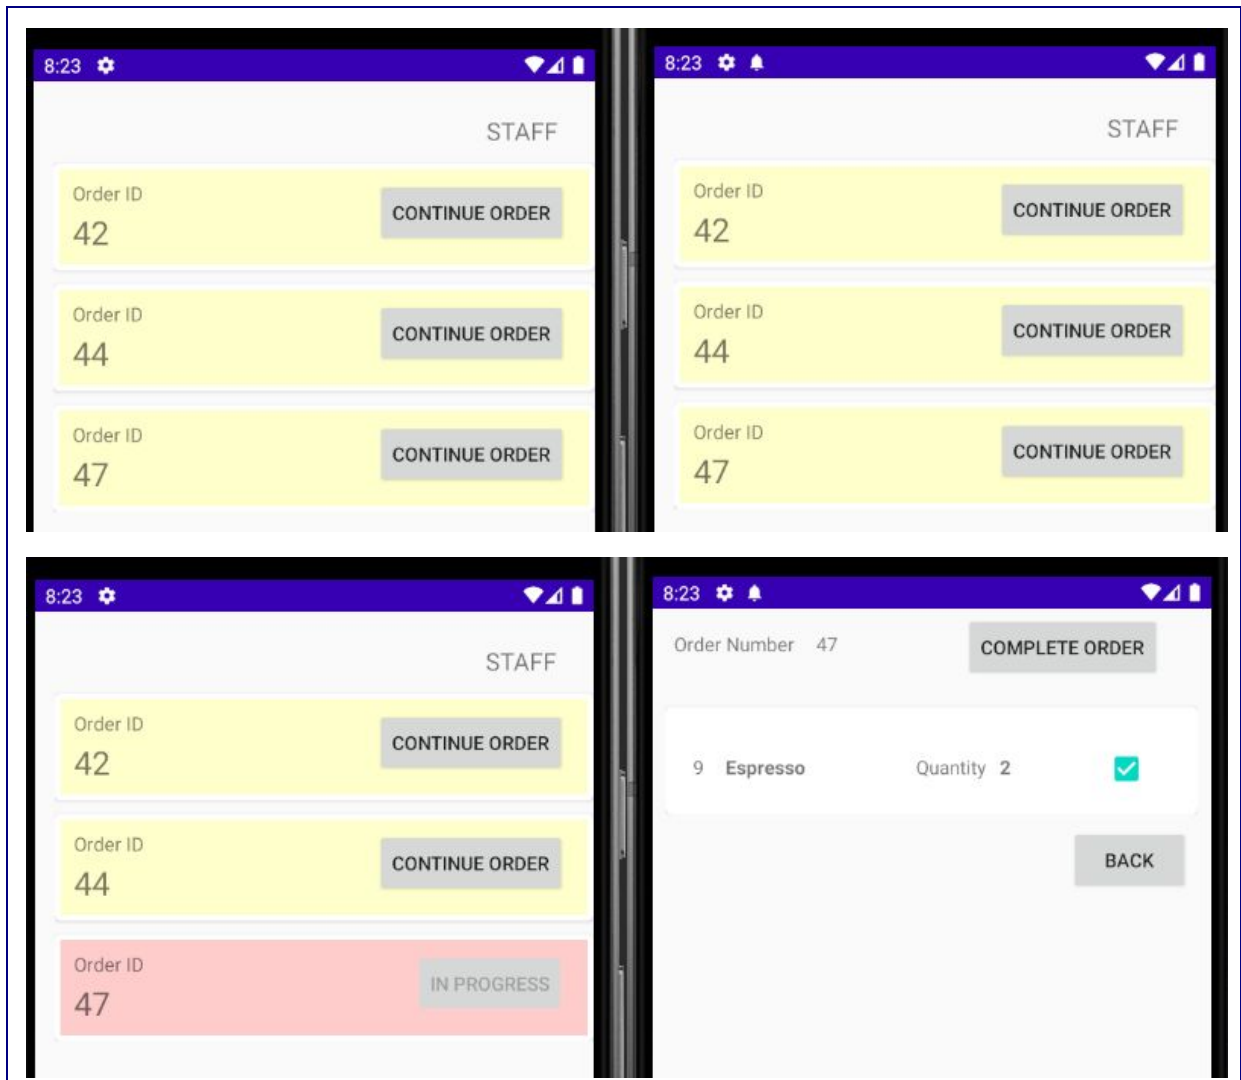 8:23
STAFF
Order ID
42
CONTINUE ORDER
Order ID
44
CONTINUE ORDER
Order ID
47
CONTINUE ORDER
8:23
STAFF
Order ID
42
CONTINUE ORDER
Order ID
44
CONTINUE ORDER
Order ID
47
CONTINUE ORDER
8:23
STAFF
Order ID
42
CONTINUE ORDER
Order ID
44
CONTINUE ORDER
Order ID
47
IN PROGRESS
8:23
Order Number 47
COMPLETE ORDER
9 Espresso Quantity 2
BACK